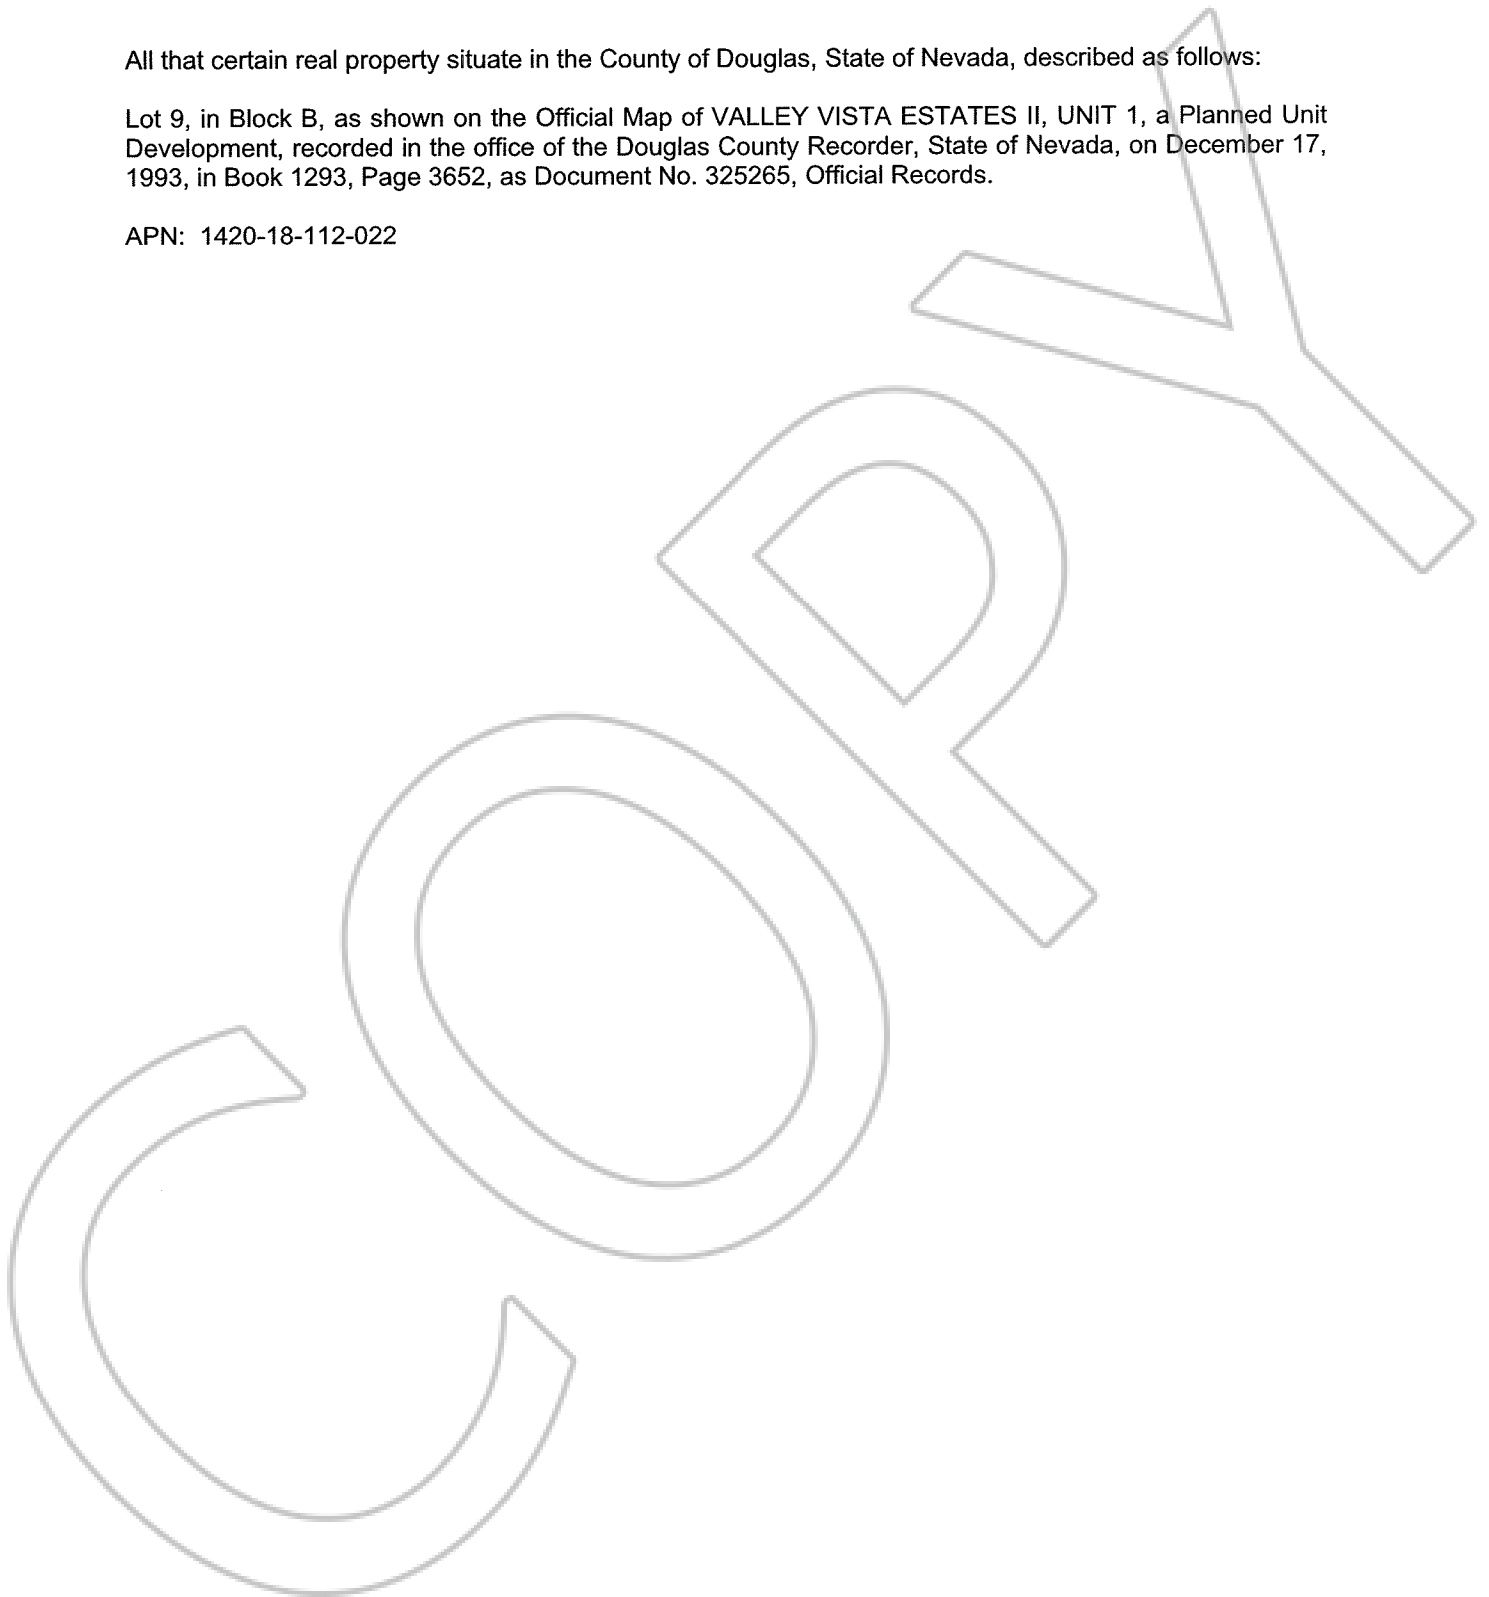 All that certain real property situate in the County of Douglas, State of Nevada, described as follows:
Lot 9, in Block B, as shown on the Official Map of VALLEY VISTA ESTATES II, UNIT 1, a Planned Unit
Development, recorded in the office of the Douglas County Recorder, State of Nevada, on December 17,
1993, in Book 1293, Page 3652, as Document No. 325265, Official Records.
APN: 1420-18-112-022
COPY